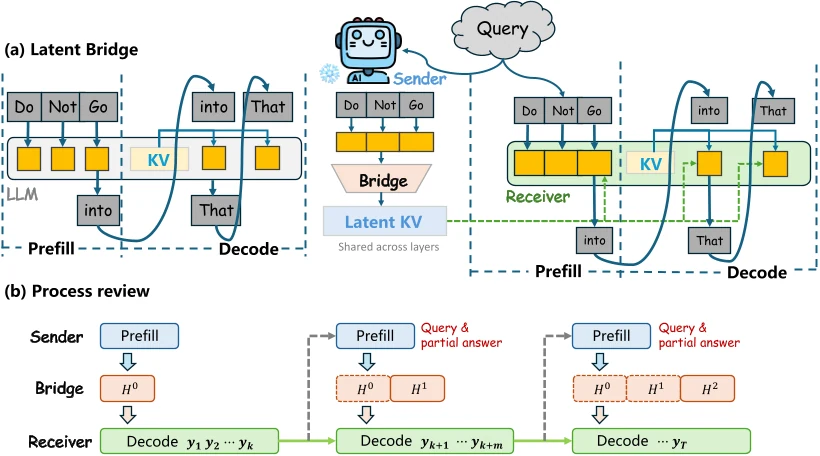 (a) Latent Bridge
Query
AI
Sender
Do Not Go
into That
KV
LLM
into
That
Prefill
Decode
Do Not Go
Bridge
Latent KV
Shared across layers
Do Not Go
into That
KV
Receiver
into
That
Prefill
Decode
(b) Process review
Sender
Prefill
Prefill
Query &
partial answer
Prefill
Query &
partial answer
Bridge
H⁰
H⁰ H¹
H⁰ H¹ H²
Receiver
Decode y₁ y₂ ⋯ yₖ
Decode yₖ₊₁ ⋯ yₖ₊ₘ
Decode ⋯ y_T